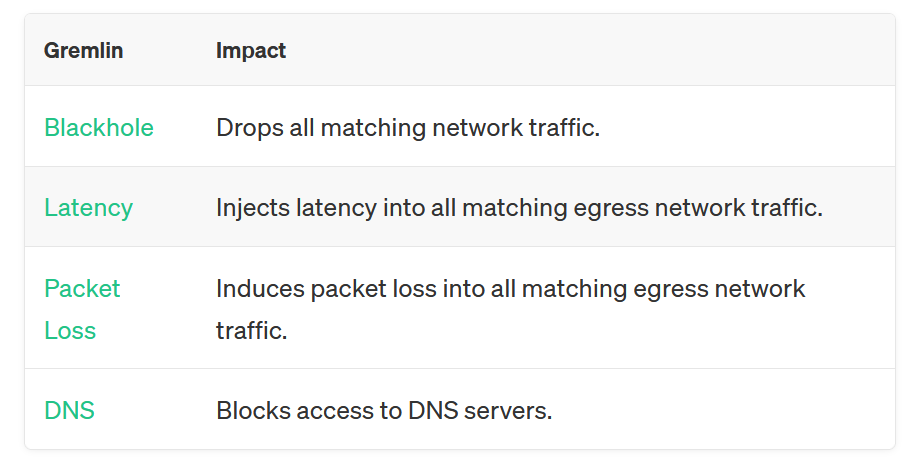 Gremlin Impact
Blackhole Drops all matching network traffic.
Latency Injects latency into all matching egress network traffic.
Packet Induces packet loss into all matching egress network
Loss traffic.
DNS Blocks access to DNS servers.